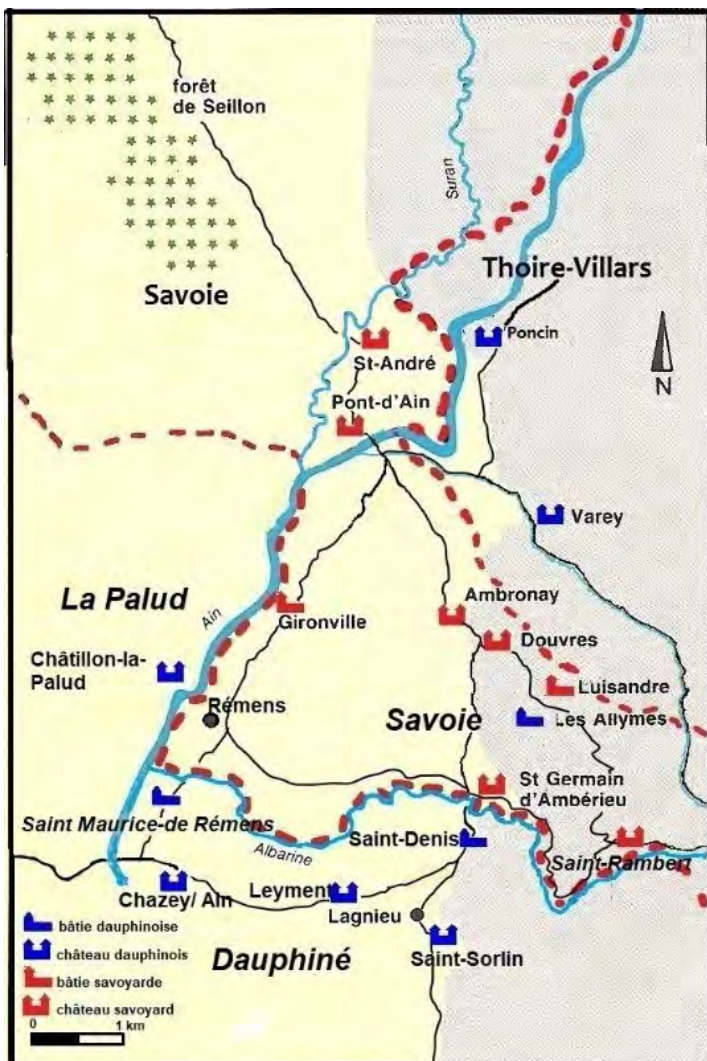 forêt
de Seillon
Suran
Savoie
Thoire-Villars
Poncin
St-André
N
Pont-d'Ain
Varey
La Palud
Ain
Gironville
Ambronay
Douvres
Châtillon-la-
Palud
Luisandre
Rémens
Savoie
Les Allymes
St Germain
d'Ambérieu
Saint Maurice-de Rémens
Albarine
Saint-Denis
Saint-Rambert
Chazey/ Ain
Leyment
Lagnieu
Saint-Sorlin
Dauphiné
bâtie dauphinoise
château dauphinois
bâtie savoyarde
château savoyard
0 1 km